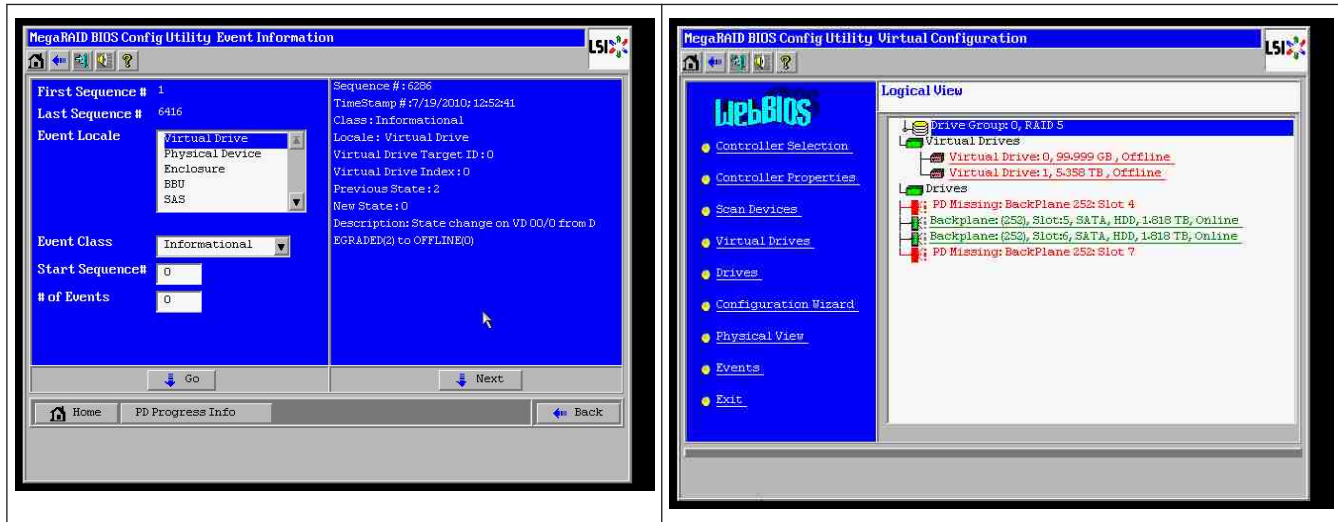 MegaRAID BIOS Config Utility Event Information
LSI
First Sequence # 1
Last Sequence # 6416
Event Locale
Virtual Drive
Physical Device
Enclosure
BBU
SAS
Event Class Informational
Start Sequence# 0
# of Events 0
Go
Sequence #:6286
TimeStamp #:7/19/2010; 12:52:41
Class : Informational
Locale : Virtual Drive
Virtual Drive Target ID: 0
Virtual Drive Index: 0
Previous State: 2
New State: 0
Description: State change on VD 00/0 from D
EGRADED(2) to OFFLINE(0)
Next
Home
PD Progress Info
Back
MegaRAID BIOS Config Utility Virtual Configuration
LSI
WebBIOS
Controller Selection
Controller Properties
Scan Devices
Virtual Drives
Drives
Configuration Wizard
Physical View
Events
Exit
Logical View
Drive Group: 0, RAID 5
Virtual Drives
Virtual Drive: 0, 99.999 GB , Offline
Virtual Drive: 1, 5.358 TB , Offline
Drives
PD Missing: BackPlane 252: Slot 4
Backplane: (252), Slot:5, SATA, HDD, 1.818 TB, Online
Backplane: (252), Slot:6, SATA, HDD, 1.818 TB, Online
PD Missing: BackPlane 252: Slot 7